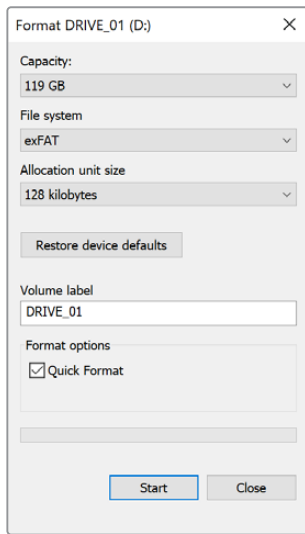 Format DRIVE_01 (D:)
Capacity:
119 GB
File system
exFAT
Allocation unit size
128 kilobytes
Restore device defaults
Volume label
DRIVE_01
Format options
Quick Format
Start Close